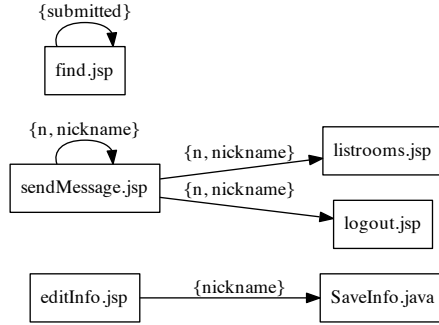 {submitted}
find.jsp
{n, nickname}
sendMessage.jsp
{n, nickname}
listrooms.jsp
{n, nickname}
logout.jsp
editInfo.jsp
{nickname}
SaveInfo.java